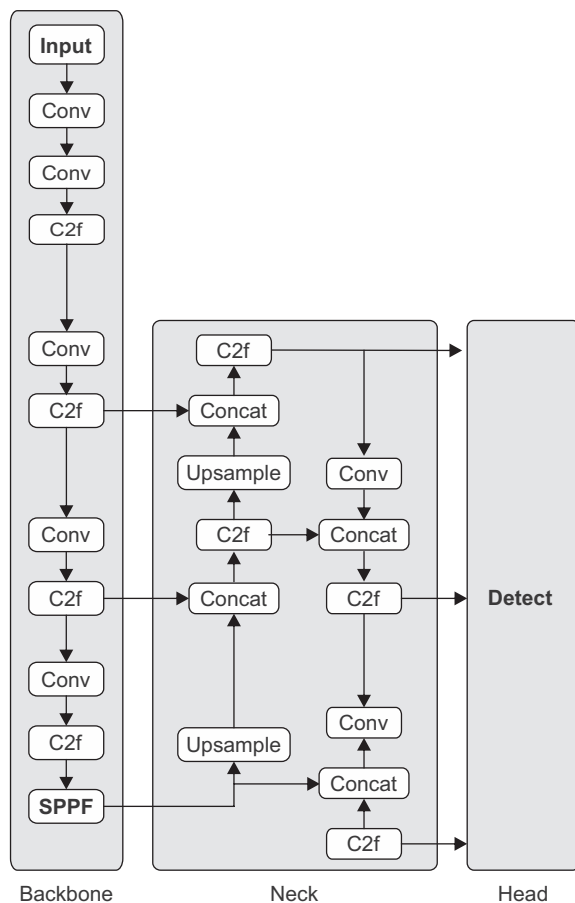 Input
Conv
Conv
C2f
Conv
C2f
Conv
C2f
Conv
C2f
SPPF
C2f
Concat
Upsample
C2f
Concat
Upsample
Conv
Concat
C2f
Conv
Concat
C2f
Detect
Backbone
Neck
Head